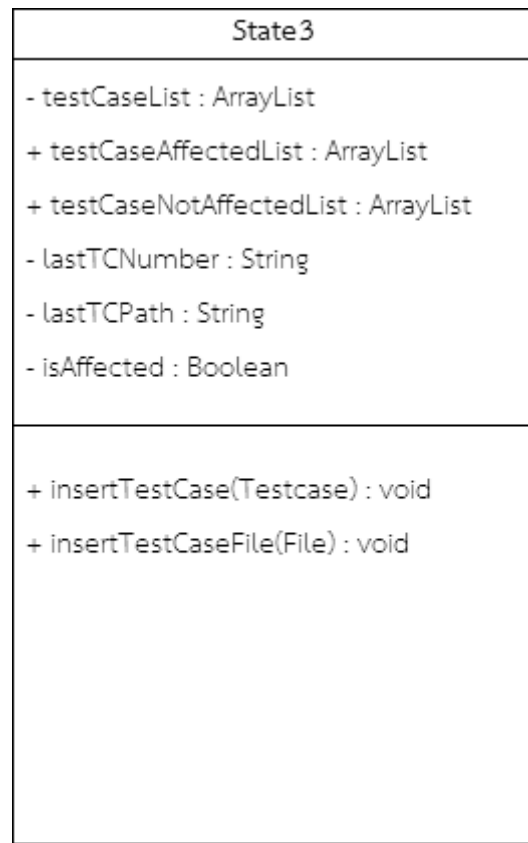 State3
- testCaseList : ArrayList
+ testCaseAffectedList : ArrayList
+ testCaseNotAffectedList : ArrayList
- lastTCNumber : String
- lastTCPath : String
- isAffected : Boolean
+ insertTestCase(Testcase) : void
+ insertTestCaseFile(File) : void